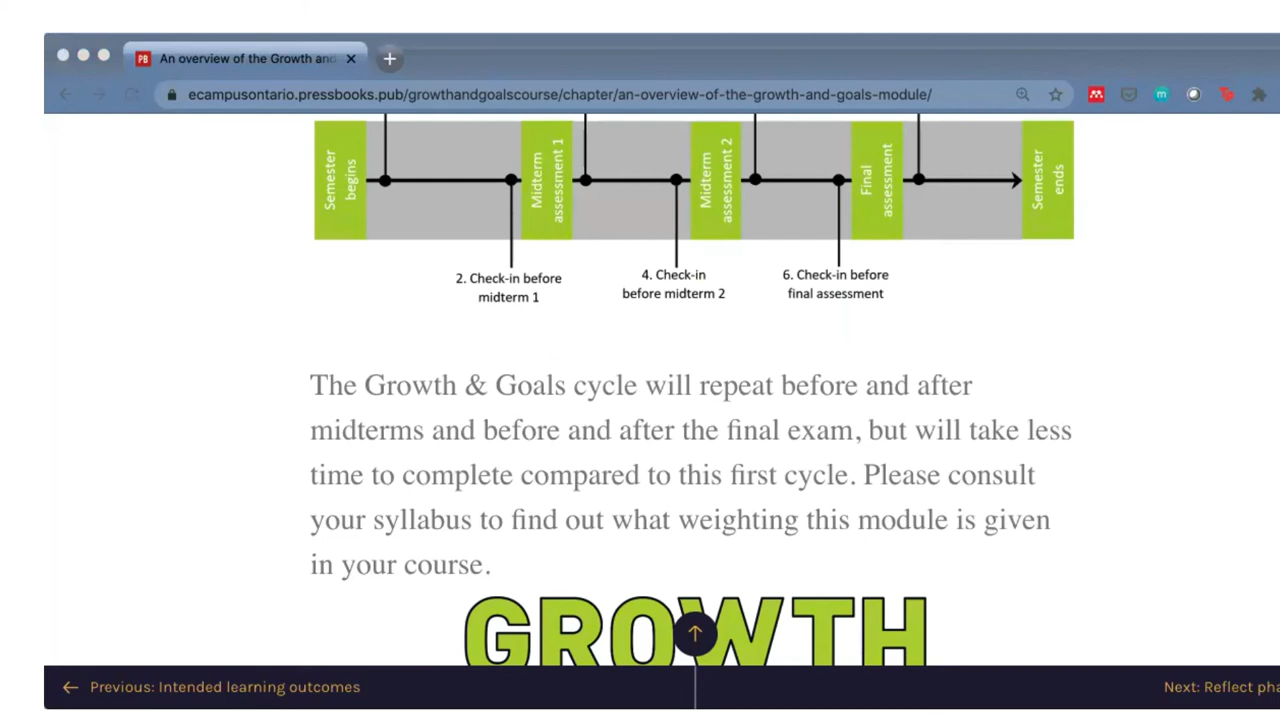 PB An overview of the Growth and
ecampusontario.pressbooks.pub/growthandgoalscourse/chapter/an-overview-of-the-growth-and-goals-module/
m
Semester
begins
Midterm
assessment 1
Midterm
assessment 2
Final
assessment
Semester
ends
2. Check-in before
midterm 1
4. Check-in
before midterm 2
6. Check-in before
final assessment
The Growth & Goals cycle will repeat before and after
midterms and before and after the final exam, but will take less
time to complete compared to this first cycle. Please consult
your syllabus to find out what weighting this module is given
in your course.
GROWTH
← Previous: Intended learning outcomes
Next: Reflect pha